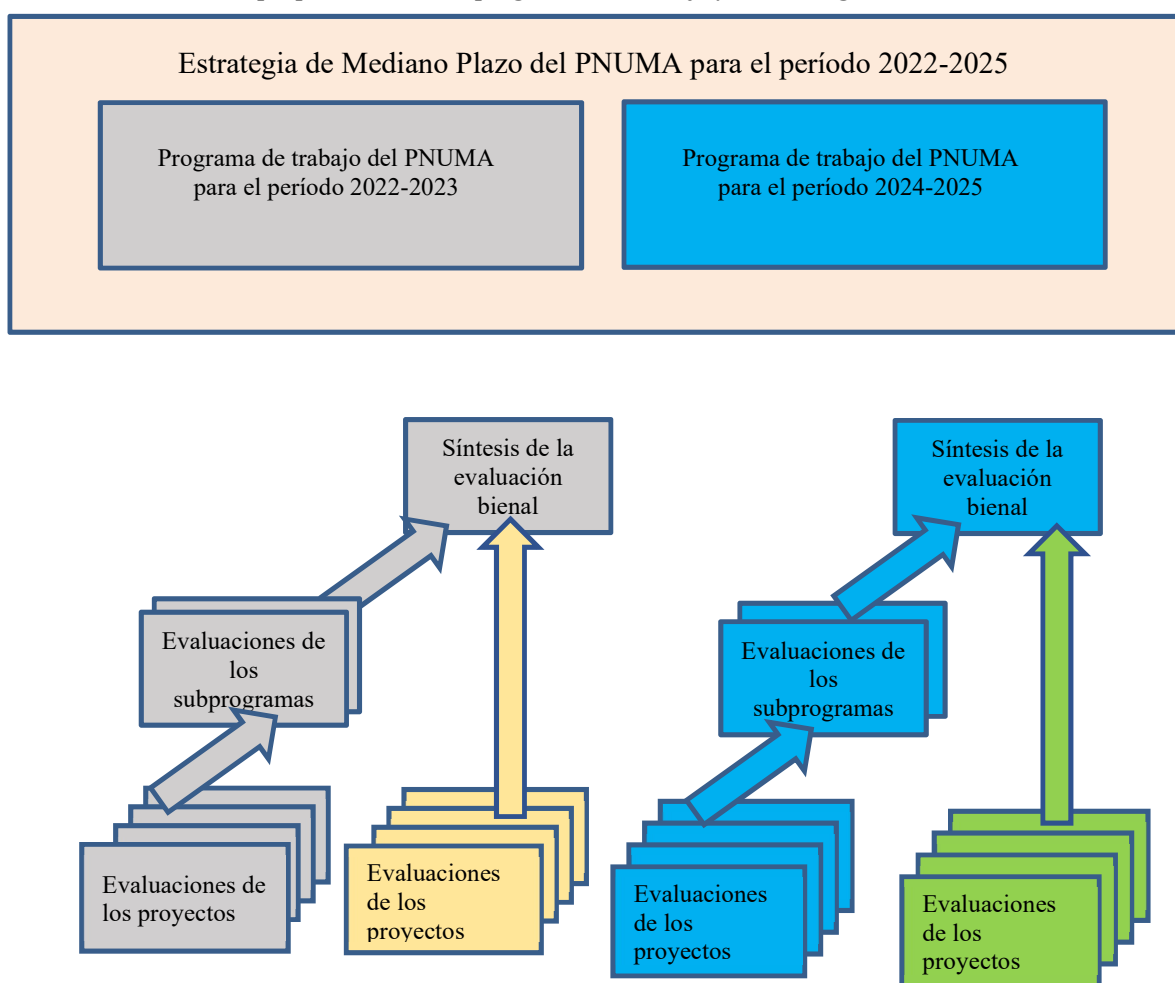 Estrategia de Mediano Plazo del PNUMA para el período 2022-2025
Programa de trabajo del PNUMA
para el período 2022-2023
Programa de trabajo del PNUMA
para el período 2024-2025
Síntesis de la
evaluación
bienal
Síntesis de la
evaluación
bienal
Evaluaciones de
los
subprogramas
Evaluaciones de
los
subprogramas
Evaluaciones de
los proyectos
Evaluaciones
de los
proyectos
Evaluaciones
de los
proyectos
Evaluaciones
de los
proyectos